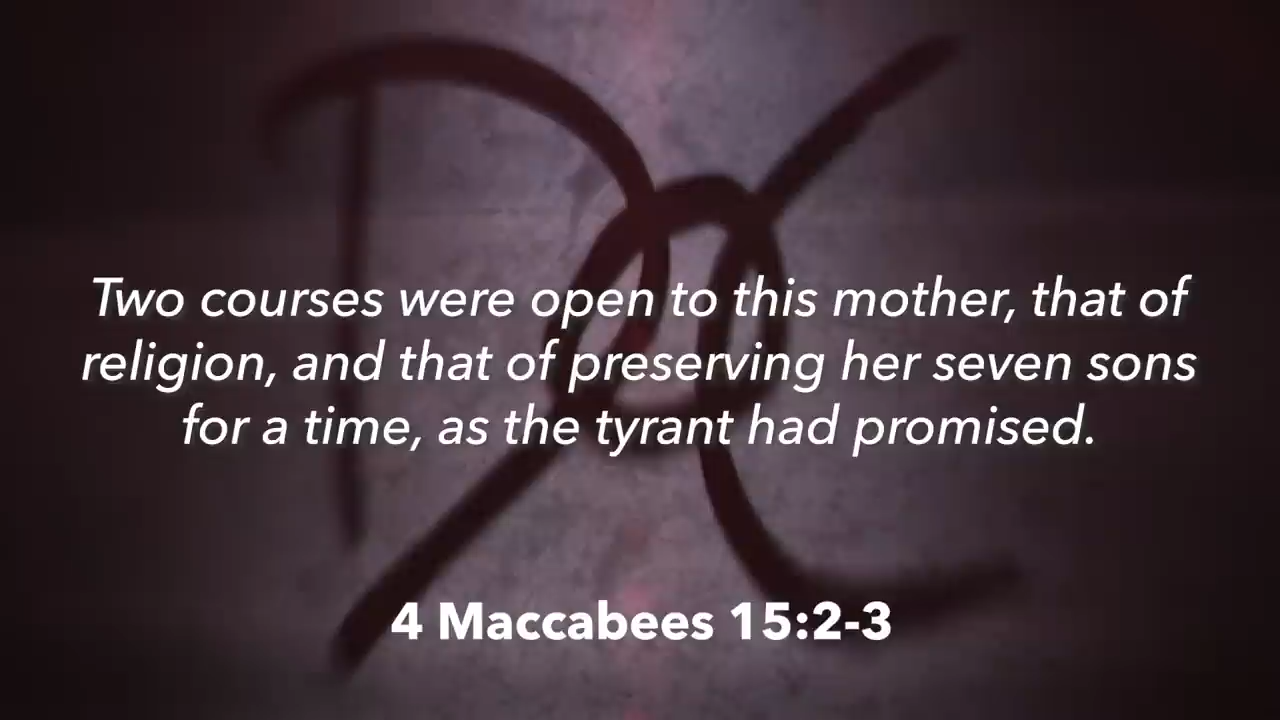 Two courses were open to this mother, that of
religion, and that of preserving her seven sons
for a time, as the tyrant had promised.
4 Maccabees 15:2-3